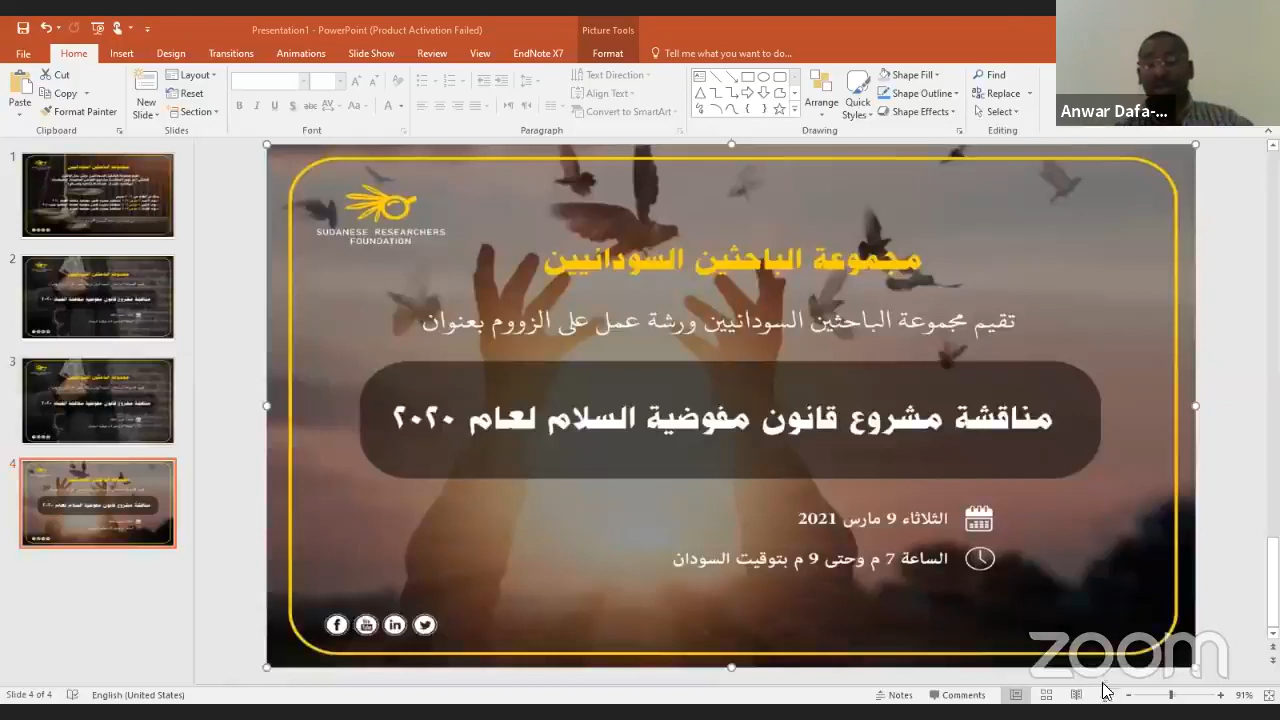 Presentation1 - PowerPoint (Product Activation Failed)
Picture Tools
File Home Insert Design Transitions Animations Slide Show Review View EndNote X7 Format Tell me what you want to do...
Paste
Cut
Copy
Format Painter
Clipboard
New Slide
Layout
Reset
Section
Slides
Font
Text Direction
Align Text
Convert to SmartArt
Paragraph
Arrange
Quick Styles
Shape Fill
Shape Outline
Shape Effects
Drawing
Find
Replace
Select
Editing
Anwar Dafa-...
1
2
3
4
SUDANESE RESEARCHERS
FOUNDATION
مجموعة الباحثين السودانيين
تقيم مجموعة الباحثين السودانيين ورشة عمل على الزووم بعنوان
مناقشة مشروع قانون مفوضية السلام لعام ٢٠٢٠
الثلاثاء 9 مارس 2021
الساعة 7 م وحتى 9 م بتوقيت السودان
zoom
Slide 4 of 4 English (United States) Notes Comments 91%